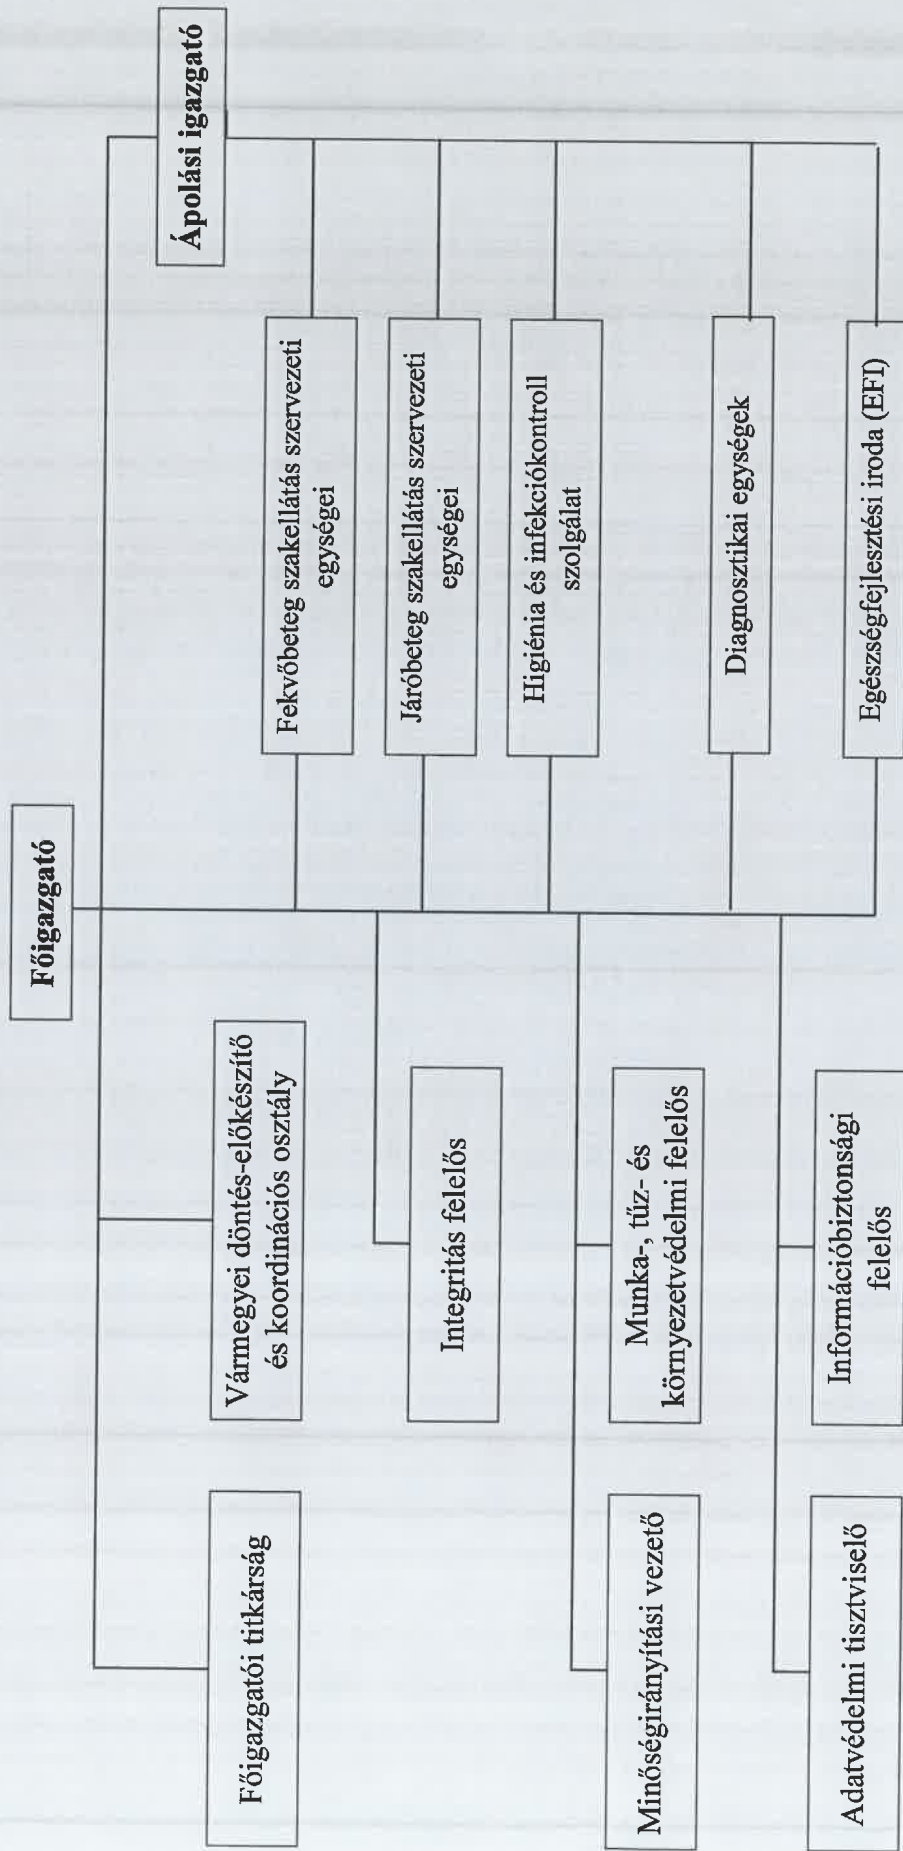 Főigazgató
Ápolási igazgató
Főigazgatói titkárság
Vármegyei döntés-előkészítő
és koordinációs osztály
Fekvőbeteg szakellátás szervezeti
egységei
Járóbeteg szakellátás szervezeti
egységei
Integritás felelős
Higiénia és infekciókontroll
szolgálat
Minőségirányítási vezető
Munka-, tűz- és
környezetvédelmi felelős
Diagnosztikai egységek
Adatvédelmi tisztviselő
Információbiztonsági
felelős
Egészségfejlesztési iroda (EFI)